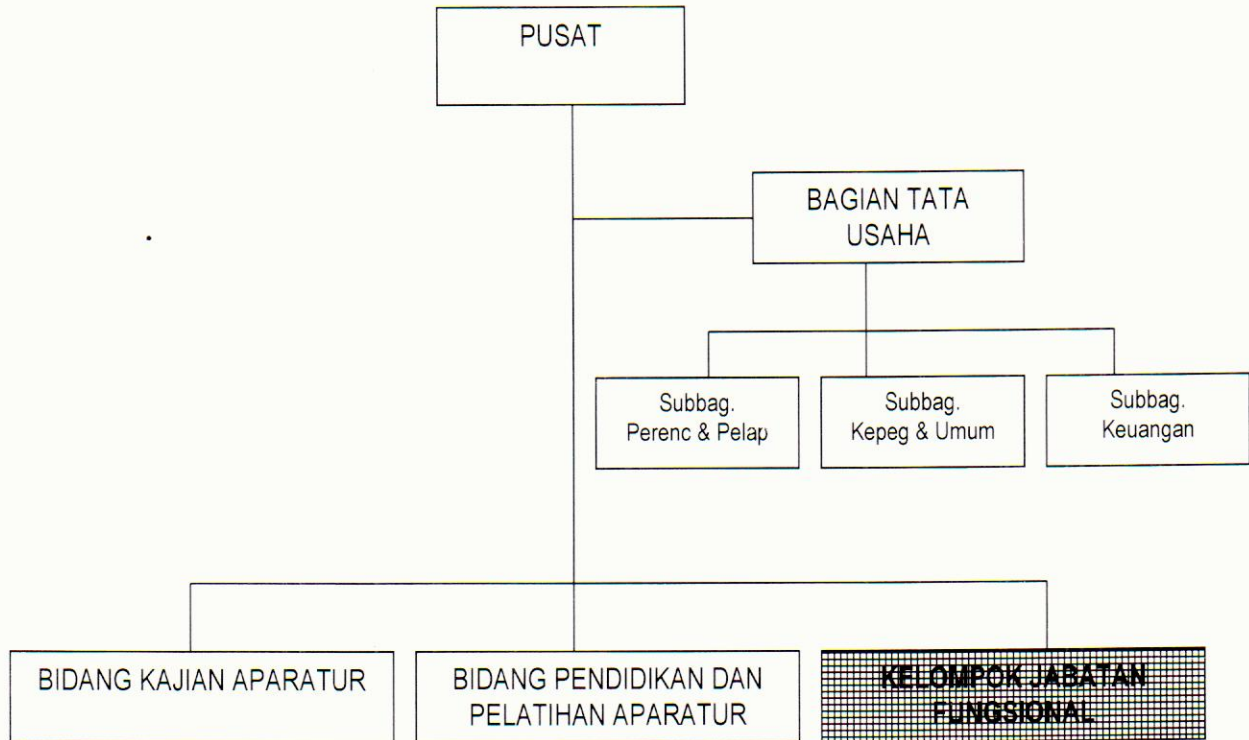 PUSAT
BAGIAN TATA
USAHA
Subbag.
Perenc & Pelap
Subbag.
Kepeg & Umum
Subbag.
Keuangan
BIDANG KAJIAN APARATUR
BIDANG PENDIDIKAN DAN
PELATIHAN APARATUR
KELOMPOK JABATAN
FUNGSIONAL